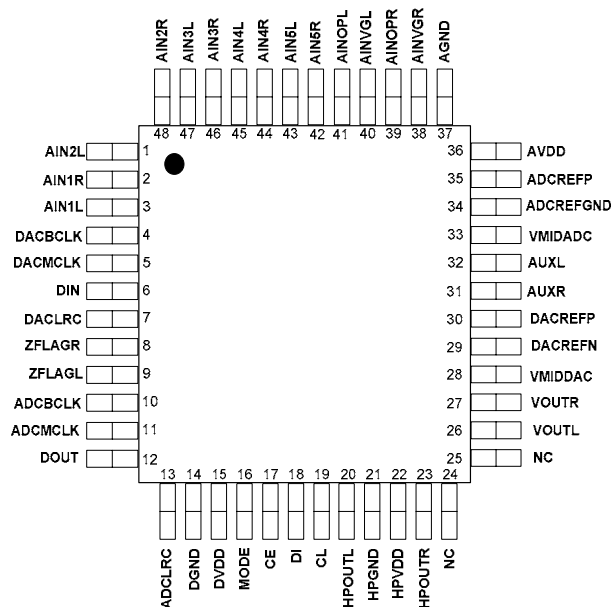 AIN2R AIN3L AIN3R AIN4L AIN4R AIN5L AIN5R AINOPL AINVGL AINOPR AINVGR AGND
48 47 46 45 44 43 42 41 40 39 38 37
AIN2L 1 36 AVDD
AIN1R 2 35 ADCREFP
AIN1L 3 34 ADCREFGND
DACBCLK 4 33 VMIDADC
DACMCLK 5 32 AUXL
DIN 6 31 AUXR
DACLRC 7 30 DACREFP
ZFLAGR 8 29 DACREFN
ZFLAGL 9 28 VMIDDAC
ADCBCLK 10 27 VOUTR
ADCMCLK 11 26 VOUTL
DOUT 12 25 NC
13 14 15 16 17 18 19 20 21 22 23 24
ADCLRC DGND DVDD MODE CE DI CL HPOUTL HPGND HPVDD HPOUTR NC